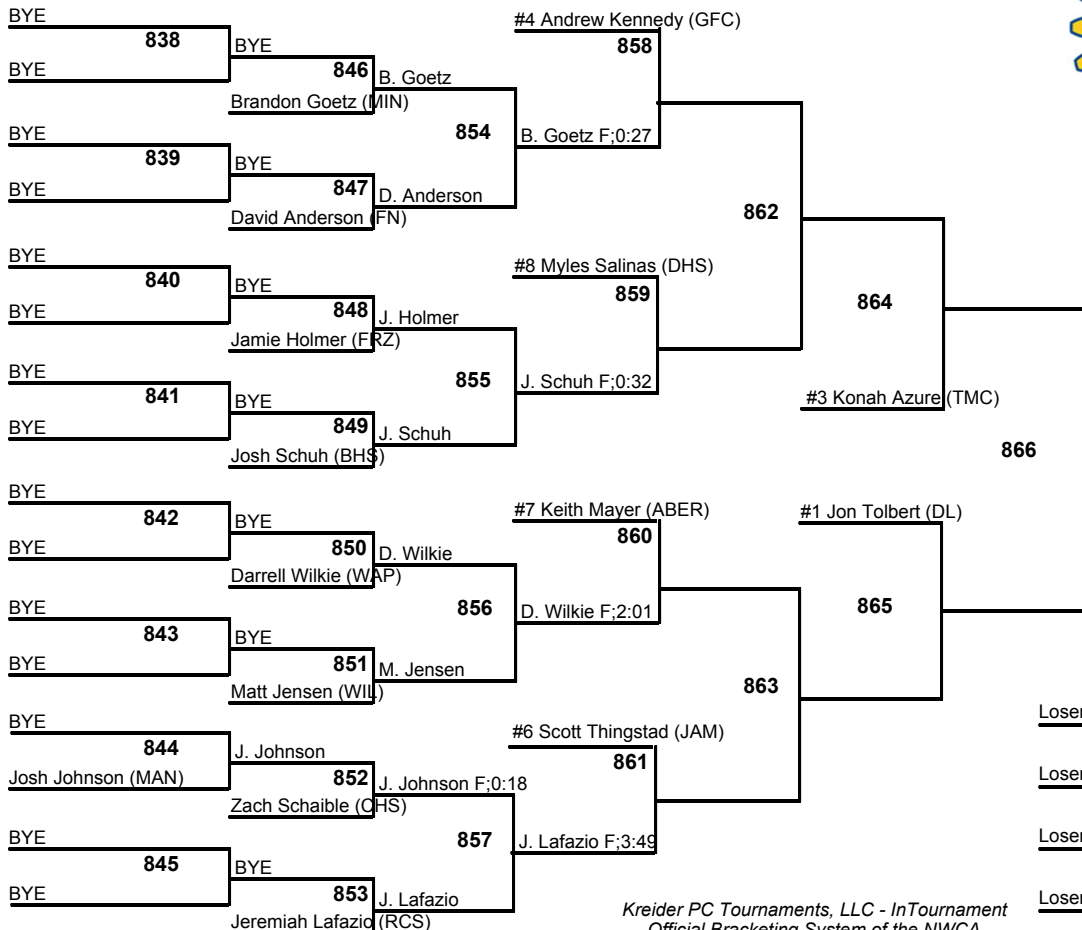 BYE
838
BYE
BYE
846
Brandon Goetz (MIN)
B. Goetz
BYE
839
BYE
BYE
847
David Anderson (FN)
D. Anderson
854
B. Goetz F;0:27
#4 Andrew Kennedy (GFC)
858
BYE
840
BYE
BYE
848
Jamie Holmer (FRZ)
J. Holmer
BYE
841
BYE
BYE
849
Josh Schuh (BHS)
J. Schuh
855
J. Schuh F;0:32
#8 Myles Salinas (DHS)
859
862
864
#3 Konah Azure (TMC)
866
BYE
842
BYE
BYE
850
Darrell Wilkie (WAP)
D. Wilkie
BYE
843
BYE
BYE
851
Matt Jensen (WIL)
M. Jensen
856
D. Wilkie F;2:01
#7 Keith Mayer (ABER)
860
#1 Jon Tolbert (DL)
865
863
BYE
844
Josh Johnson (MAN)
J. Johnson
852
Zach Schaible (CHS)
J. Johnson F;0:18
BYE
845
BYE
BYE
853
Jeremiah Lafazio (RCS)
J. Lafazio
857
J. Lafazio F;3:49
#6 Scott Thingstad (JAM)
861
Loser
Loser
Loser
Loser
Kreider PC Tournaments, LLC - InTournament
Official Bracketing System of the NWCA